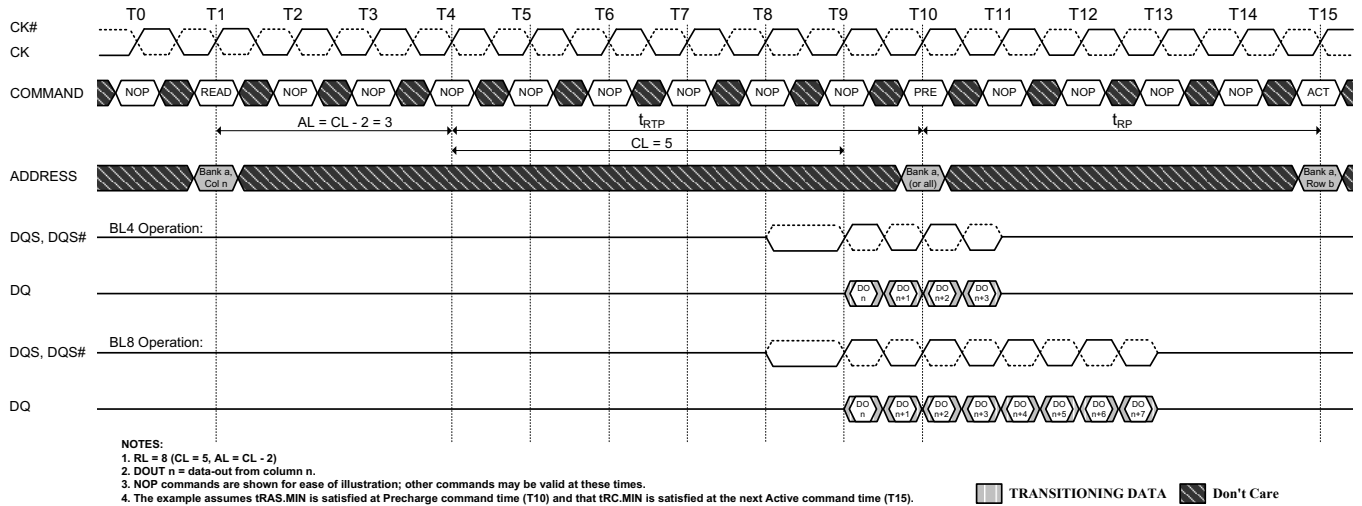 T0 T1 T2 T3 T4 T5 T6 T7 T8 T9 T10 T11 T12 T13 T14 T15
CK#
CK
COMMAND NOP READ NOP NOP NOP NOP NOP NOP NOP NOP PRE NOP NOP NOP NOP ACT
AL = CL - 2 = 3 tRTP tRP
CL = 5
ADDRESS Bank a, Col n Bank a, (or all) Bank a, Row b
BL4 Operation:
DQS, DQS#
DQ DO n DO n+1 DO n+2 DO n+3
BL8 Operation:
DQS, DQS#
DQ DO n DO n+1 DO n+2 DO n+3 DO n+4 DO n+5 DO n+6 DO n+7
NOTES:
1. RL = 8 (CL = 5, AL = CL - 2)
2. DOUT n = data-out from column n.
3. NOP commands are shown for ease of illustration; other commands may be valid at these times.
4. The example assumes tRAS.MIN is satisfied at Precharge command time (T10) and that tRC.MIN is satisfied at the next Active command time (T15).
TRANSITIONING DATA Don't Care